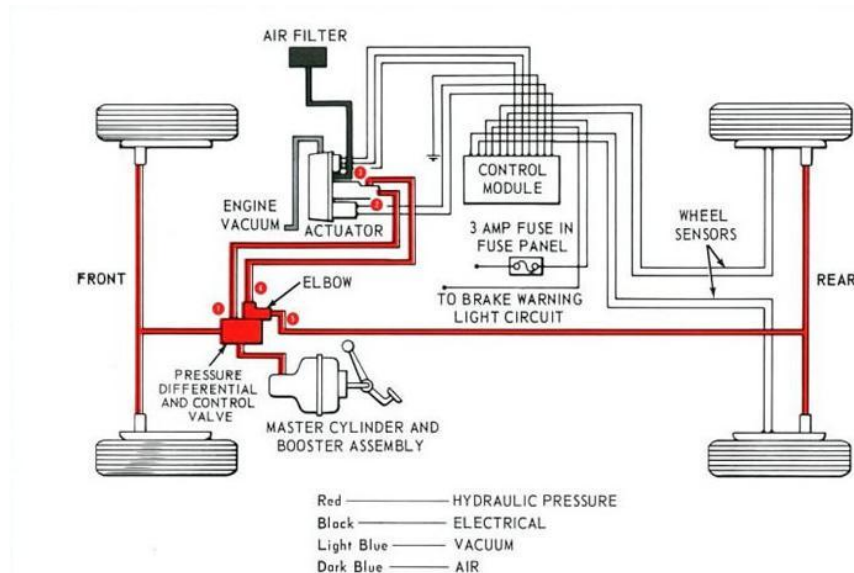 AIR FILTER
CONTROL
MODULE
ENGINE
VACUUM
ACTUATOR
3 AMP FUSE IN
FUSE PANEL
WHEEL
SENSORS
FRONT
ELBOW
REAR
TO BRAKE WARNING
LIGHT CIRCUIT
PRESSURE
DIFFERENTIAL
AND CONTROL
VALVE
MASTER CYLINDER AND
BOOSTER ASSEMBLY
Red HYDRAULIC PRESSURE
Black ELECTRICAL
Light Blue VACUUM
Dark Blue AIR